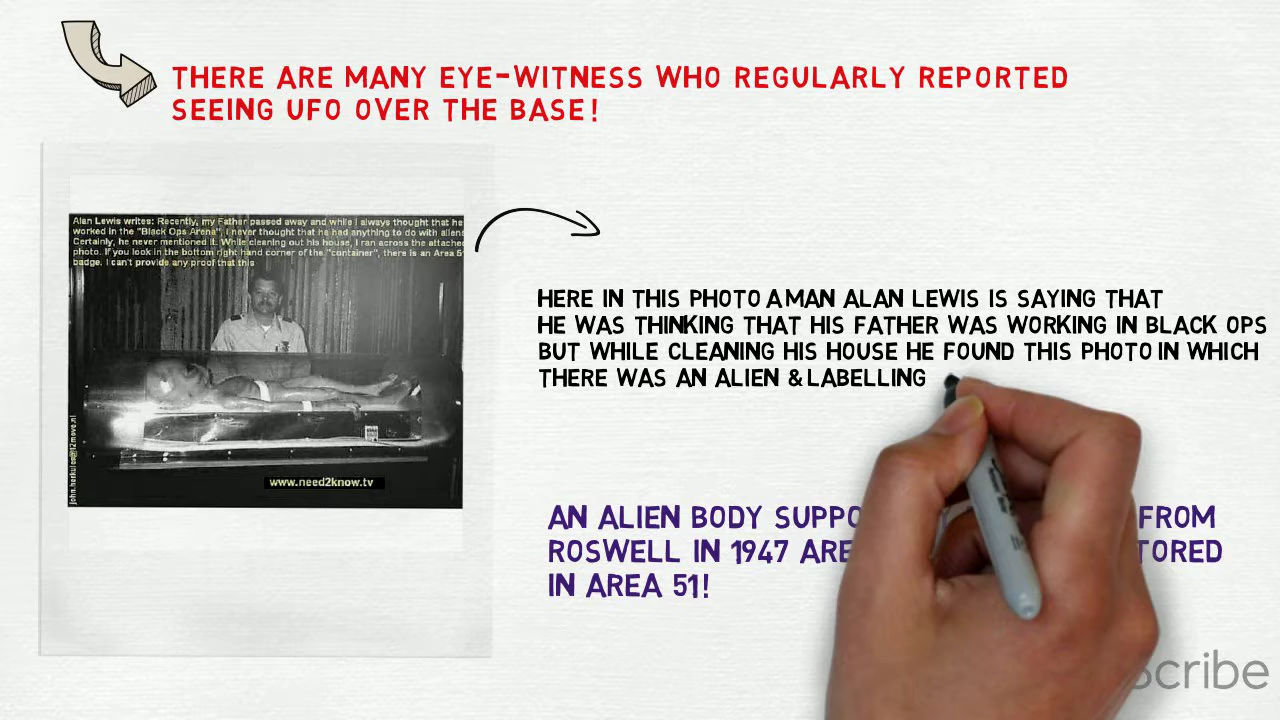 THERE ARE MANY EYE-WITNESS WHO REGULARLY REPORTED
SEEING UFO OVER THE BASE!
Alan Lewis writes: Recently, my Father passed away and while I always thought that he
worked in the "Black Ops Arena", I never thought that he had anything to do with aliens
Certainly, he never mentioned it. While cleaning out his house, I ran across the attache
photo. If you look in the bottom right hand corner of the "container", there is an Area 5
badge. I can't provide any proof that this
www.need2know.tv
HERE IN THIS PHOTO A MAN ALAN LEWIS IS SAYING THAT
HE WAS THINKING THAT HIS FATHER WAS WORKING IN BLACK OPS
BUT WHILE CLEANING HIS HOUSE HE FOUND THIS PHOTO IN WHICH
THERE WAS AN ALIEN & LABELLING
AN ALIEN BODY SUPPO FROM
ROSWELL IN 1947 ARE TORED
IN AREA 51!
scribe